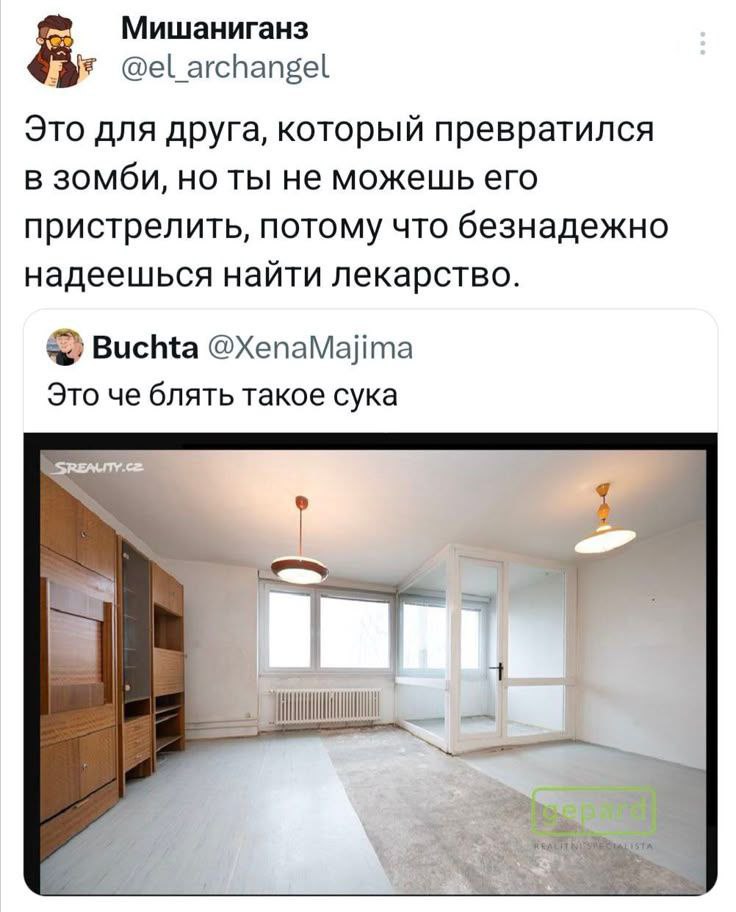 Мишаниганз
@el_archangel
Это для друга, который превратился
в зомби, но ты не можешь его
пристрелить, потому что безнадежно
надеешься найти лекарство.
Buchta @XenaMajima
Это че блять такое сука
SREALITY.CZ
gepard
REALITNÍ SPECIALISTA